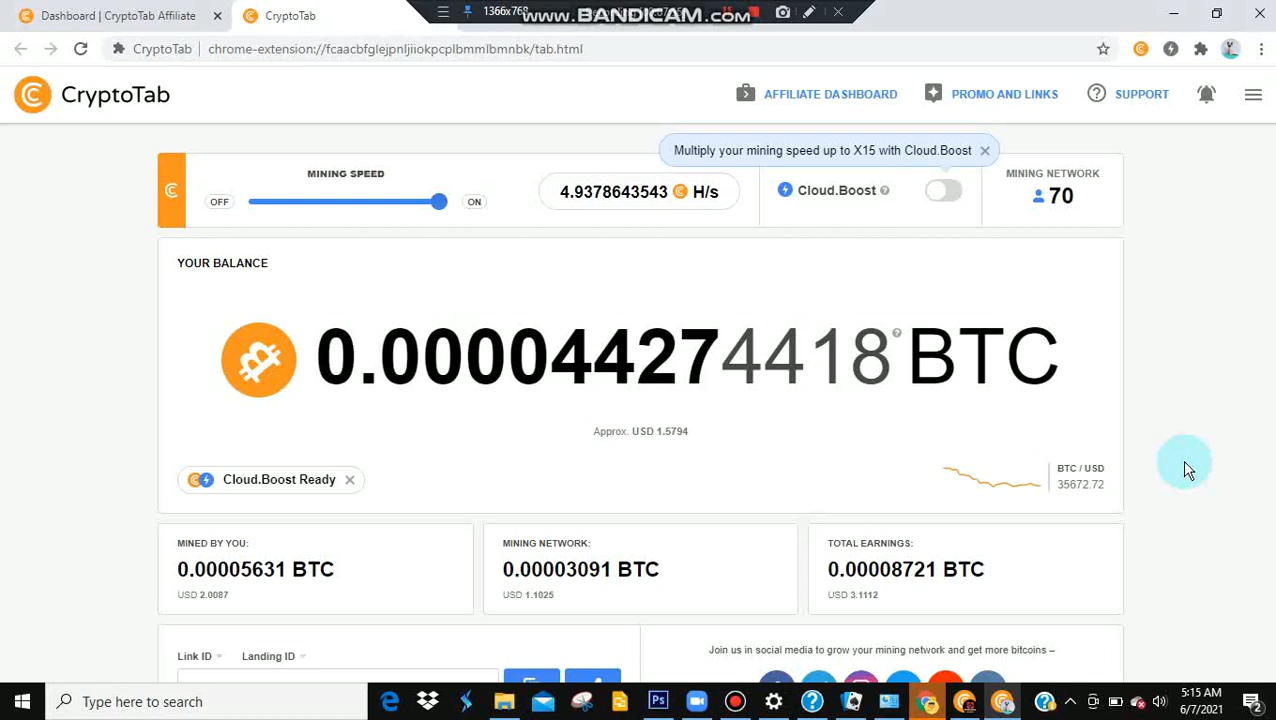 Dashboard | CryptoTab Affiliate
CryptoTab
1366x768
www.BANDICAM.com
CryptoTab
chrome-extension://fcaacbfglejpnljiiokpcplbmmlbmnbk/tab.html
CryptoTab
AFFILIATE DASHBOARD
PROMO AND LINKS
SUPPORT
Multiply your mining speed up to X15 with Cloud.Boost
MINING SPEED
OFF
ON
4.9378643543 H/s
Cloud.Boost
MINING NETWORK
70
YOUR BALANCE
0.000044274418 BTC
Approx. USD 1.5794
Cloud.Boost Ready
BTC / USD
35672.72
MINED BY YOU:
0.00005631 BTC
USD 2.0087
MINING NETWORK:
0.00003091 BTC
USD 1.1025
TOTAL EARNINGS:
0.00008721 BTC
USD 3.1112
Link ID
Landing ID
Join us in social media to grow your mining network and get more bitcoins –
Type here to search
5:15 AM
6/7/2021
2